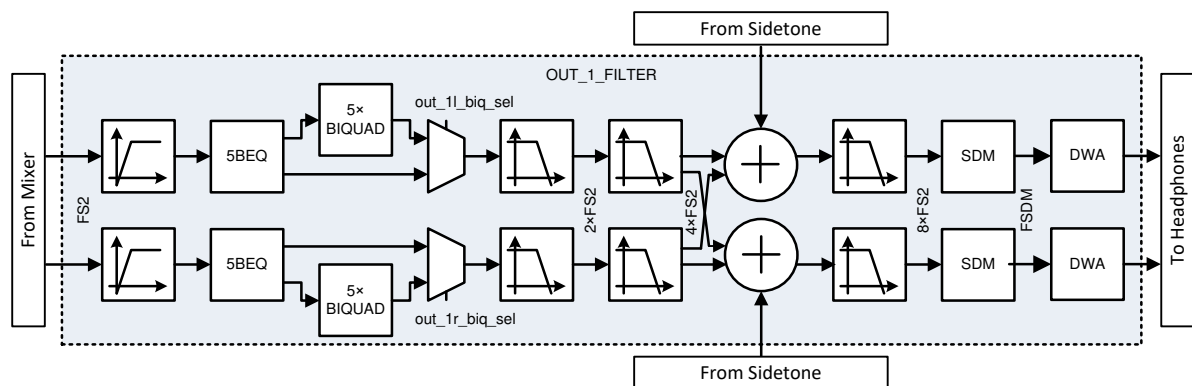 From Sidetone
OUT_1_FILTER
From Mixer
To Headphones
out_1l_biq_sel
5×
BIQUAD
5BEQ
SDM
DWA
FS2
2×FS2
4×FS2
8×FS2
FSDM
5BEQ
5×
BIQUAD
SDM
DWA
out_1r_biq_sel
From Sidetone